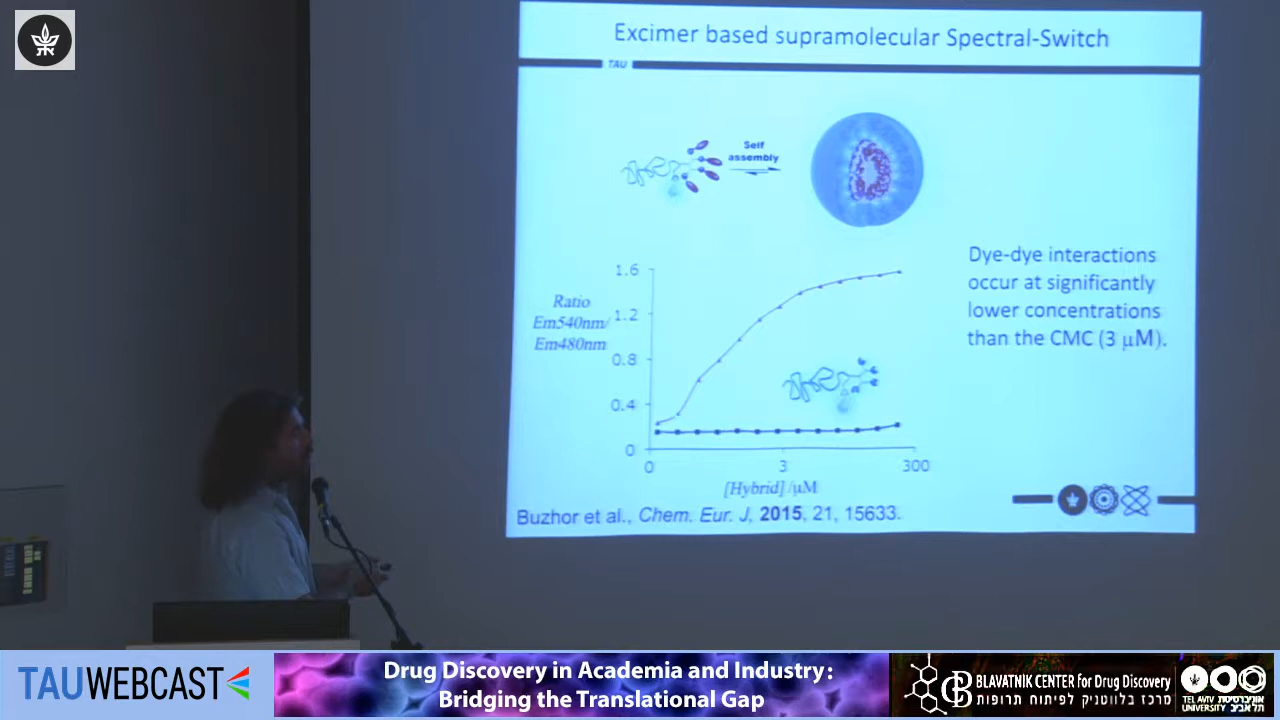 Excimer based supramolecular Spectral-Switch
TAU
Self
assembly
Dye-dye interactions
occur at significantly
lower concentrations
than the CMC (3 μM).
Ratio
Em540nm/
Em480nm
1.6
1.2
0.8
0.4
0
0
3
300
[Hybrid] /μM
Buzhor et al., Chem. Eur. J, 2015, 21, 15633.
TAUWEBCAST
Drug Discovery in Academia and Industry:
Bridging the Translational Gap
BLAVATNIK CENTER for Drug Discovery
מרכז בלווטניק לפיתוח תרופות
TEL AVIV אוניברסיטת
UNIVERSITY תל אביב